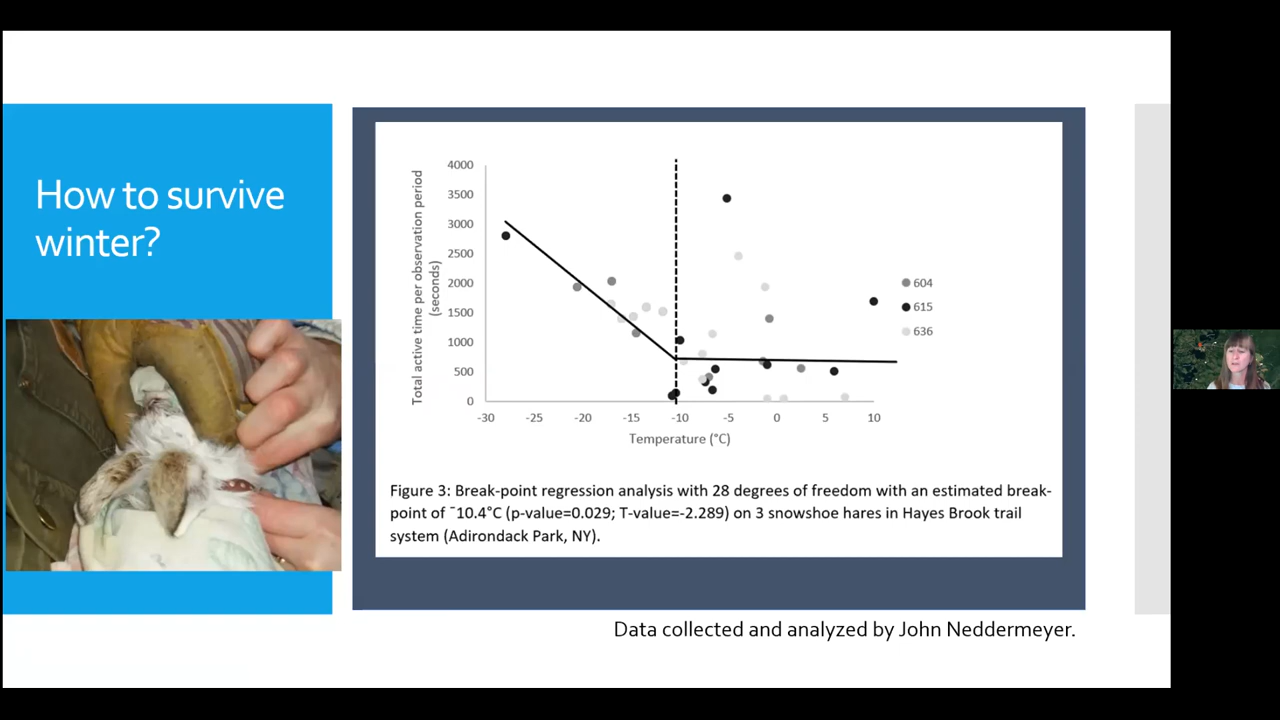 How to survive
winter?
Total active time per observation period
(seconds)
4000
3500
3000
2500
2000
1500
1000
500
0
-30 -25 -20 -15 -10 -5 0 5 10
Temperature (°C)
604
615
636
Figure 3: Break-point regression analysis with 28 degrees of freedom with an estimated break-
point of ¯10.4°C (p-value=0.029; T-value=-2.289) on 3 snowshoe hares in Hayes Brook trail
system (Adirondack Park, NY).
Data collected and analyzed by John Neddermeyer.